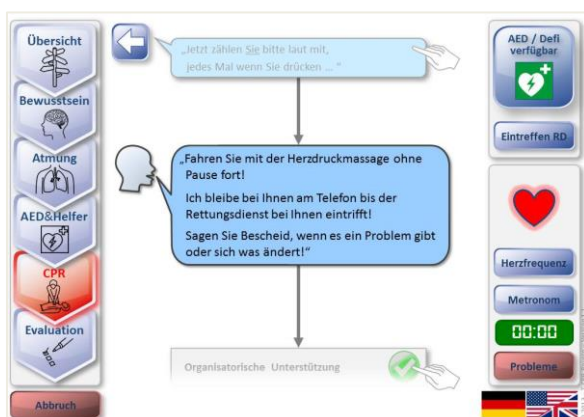 Übersicht
Bewusstsein
Atmung
AED&Helfer
CPR
Evaluation
Abbruch
„Jetzt zählen Sie bitte laut mit,
jedes Mal wenn Sie drücken ... “
„Fahren Sie mit der Herzdruckmassage ohne
Pause fort!
Ich bleibe bei Ihnen am Telefon bis der
Rettungsdienst bei Ihnen eintrifft!
Sagen Sie Bescheid, wenn es ein Problem gibt
oder sich was ändert!“
Organisatorische Unterstützung
AED / Defi
verfügbar
Eintreffen RD
Herzfrequenz
Metronom
00:00
Probleme